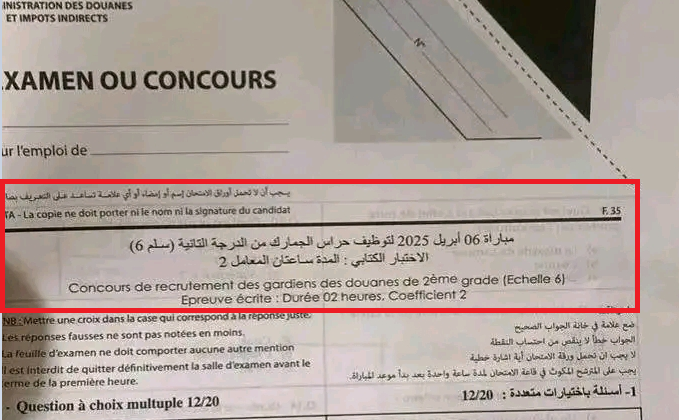 INISTRATION DES DOUANES
ET IMPOTS INDIRECTS
EXAMEN OU CONCOURS
ur l'emploi de
يجب أن لا تحمل أوراق الامتحان إسم أو إمضاء أو أي علامة تساعد على التعريف بصا
TA - La copie ne doit porter ni le nom ni la signature du candidat
F. 35
مباراة 06 أبريل 2025 لتوظيف حراس الجمارك من الدرجة الثانية (سلم 6)
الاختبار الكتابي : المدة ساعتان المعامل 2
Concours de recrutement des gardiens des douanes de 2ème grade (Echelle 6)
Epreuve écrite : Durée 02 heures, Coefficient 2
NB : Mettre une croix dans la case qui correspond à la réponse juste.
Les réponses fausses ne sont pas notées en moins.
La feuille d'examen ne doit comporter aucune autre mention
Il est interdit de quitter définitivement la salle d'examen avant le
terme de la première heure.
ضع علامة في خانة الجواب الصحيح
الجواب خطأ لا ينقص من احتساب النقطة
لا يجب ان تحمل ورقة الامتحان أية اشارة خطية
يجب على المترشح المكوث في قاعة الامتحان لمدة ساعة واحدة بعد بدأ موعد المباراة.
- Question à choix multuple 12/20
1- أسئلة باختيارات متعددة : 12/20